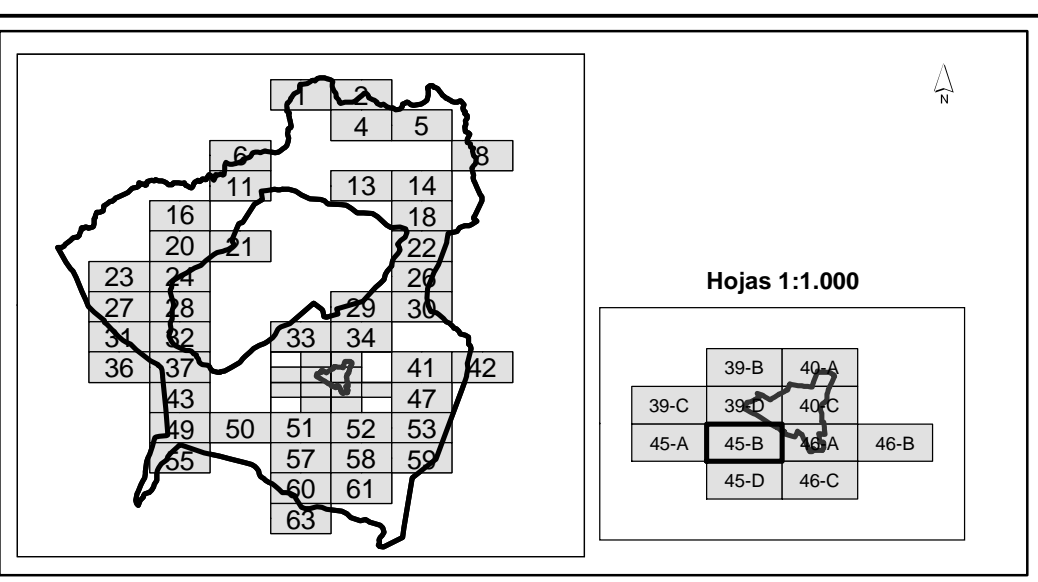 N
1 2
4 5
6 8
11 13 14
16 18
20 21 22
23 24 26
27 28 29 30
31 32 33 34
36 37 41 42
43 47
49 50 51 52 53
55 57 58 59
60 61
63
Hojas 1:1.000
39-B 40-A
39-C 39-D 40-C
45-A 45-B 46-A 46-B
45-D 46-C